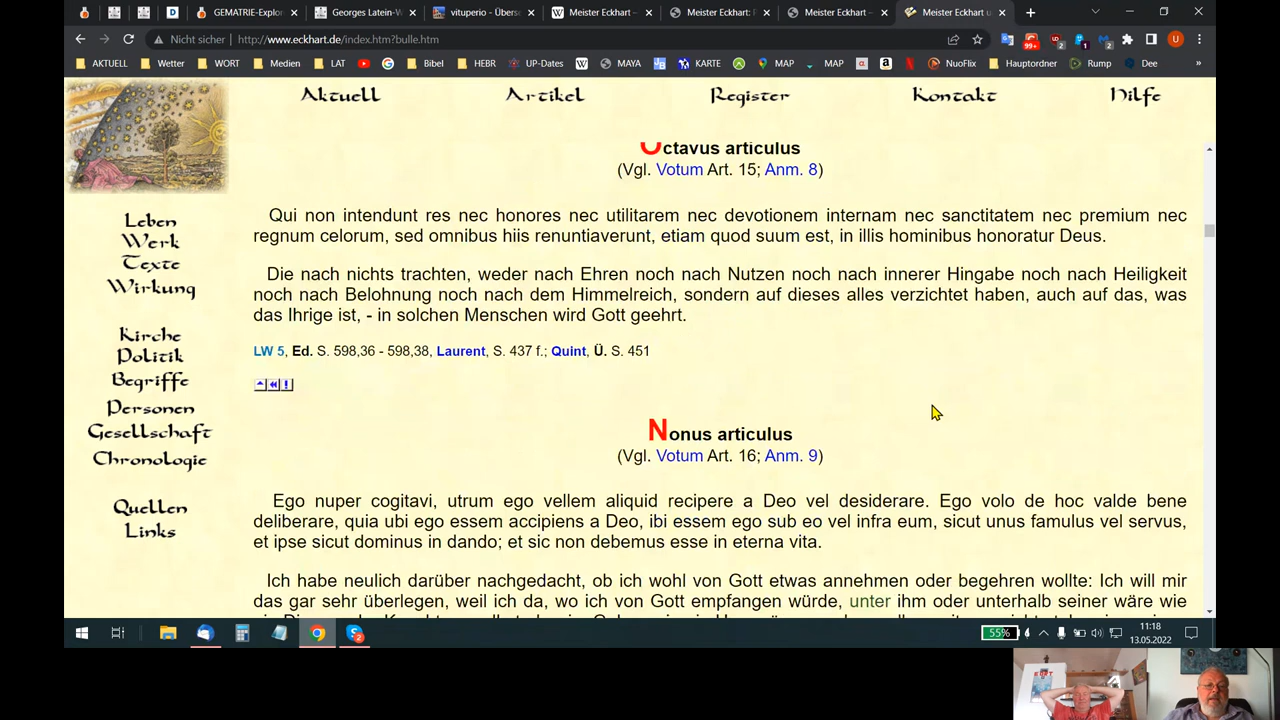 GEMATRIE-Explor
Georges Latein-W
vituperio - Überse
Meister Eckhart –
Meister Eckhart: F
Meister Eckhart –
Meister Eckhart u
Nicht sicher | http://www.eckhart.de/index.htm?bulle.htm
99+ 2 1 2 U
AKTUELL Wetter WORT Medien LAT Bibel HEBR UP-Dates MAYA KARTE MAP MAP NuoFlix Hauptordner Rump Dee »
Aktuell Artikel Register Kontakt Hilfe
Leben
Werk
Texte
Wirkung
Kirche
Politik
Begriffe
Personen
Gesellschaft
Chronologie
Quellen
Links
Octavus articulus
(Vgl. Votum Art. 15; Anm. 8)
Qui non intendunt res nec honores nec utilitarem nec devotionem internam nec sanctitatem nec premium nec
regnum celorum, sed omnibus hiis renuntiaverunt, etiam quod suum est, in illis hominibus honoratur Deus.
Die nach nichts trachten, weder nach Ehren noch nach Nutzen noch nach innerer Hingabe noch nach Heiligkeit
noch nach Belohnung noch nach dem Himmelreich, sondern auf dieses alles verzichtet haben, auch auf das, was
das Ihrige ist, - in solchen Menschen wird Gott geehrt.
LW 5, Ed. S. 598,36 - 598,38, Laurent, S. 437 f.; Quint, Ü. S. 451
Nonus articulus
(Vgl. Votum Art. 16; Anm. 9)
Ego nuper cogitavi, utrum ego vellem aliquid recipere a Deo vel desiderare. Ego volo de hoc valde bene
deliberare, quia ubi ego essem accipiens a Deo, ibi essem ego sub eo vel infra eum, sicut unus famulus vel servus,
et ipse sicut dominus in dando; et sic non debemus esse in eterna vita.
Ich habe neulich darüber nachgedacht, ob ich wohl von Gott etwas annehmen oder begehren wollte: Ich will mir
das gar sehr überlegen, weil ich da, wo ich von Gott empfangen würde, unter ihm oder unterhalb seiner wäre wie
55%
11:18
13.05.2022